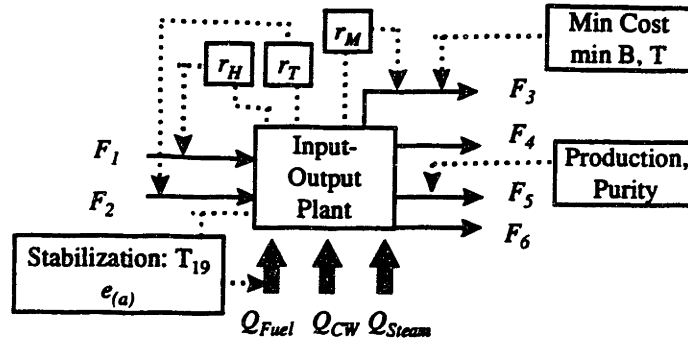 r_H
r_T
r_M
Min Cost
min B, T
F_3
F_1
F_2
Input-
Output
Plant
F_4
Production,
Purity
F_5
F_6
Stabilization: T_19
e_(a)
Q_Fuel Q_CW Q_Steam